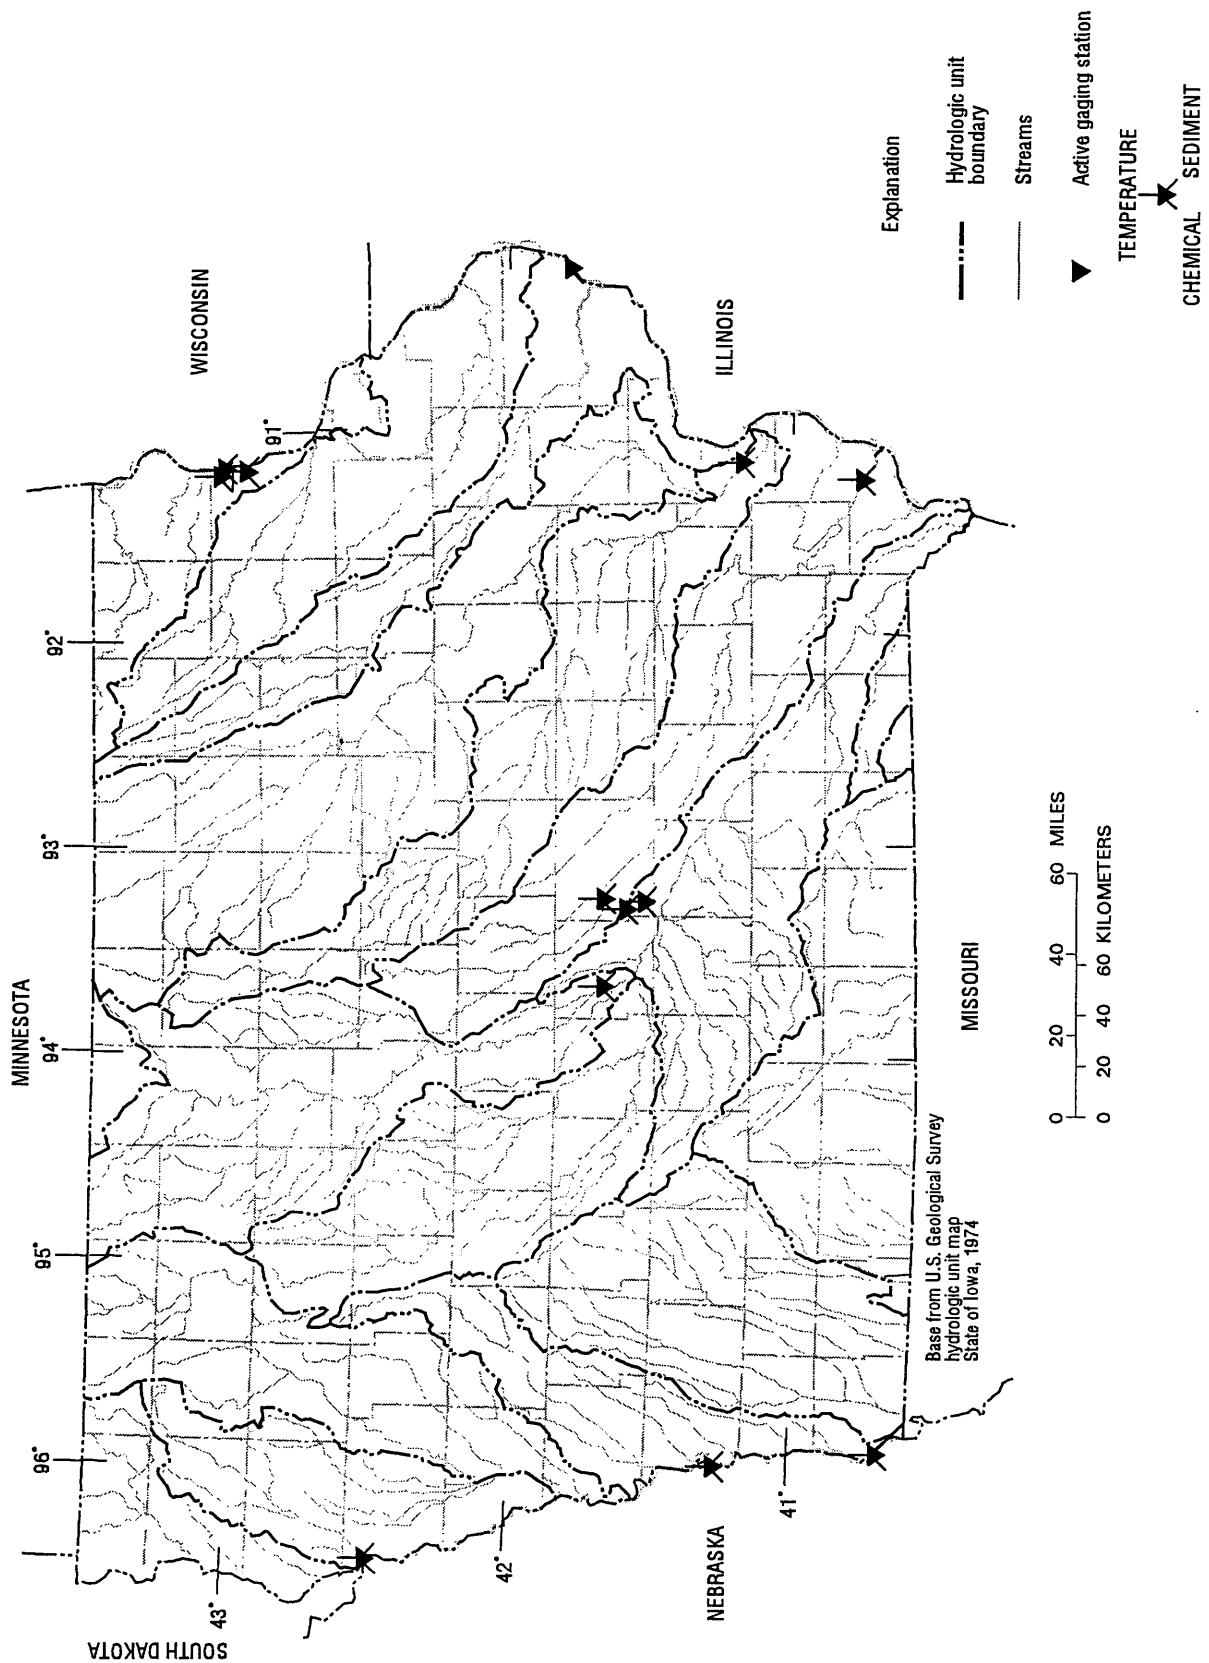 MINNESOTA
WISCONSIN
SOUTH DAKOTA
NEBRASKA
ILLINOIS
MISSOURI
96°
95°
94°
93°
92°
91°
43°
42°
41°
Base from U.S. Geological Survey
hydrologic unit map
State of Iowa, 1974
0 20 40 60 MILES
0 20 40 60 KILOMETERS
Explanation
Hydrologic unit
boundary
Streams
Active gaging station
TEMPERATURE
CHEMICAL SEDIMENT